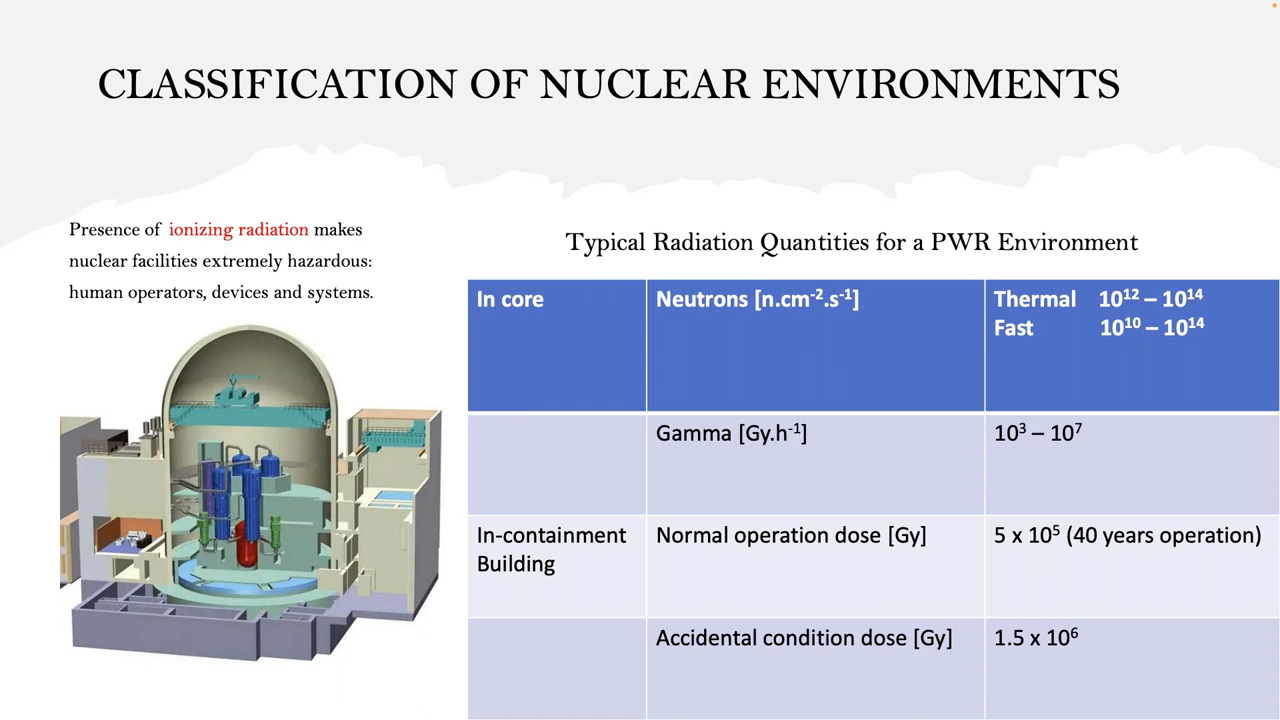 CLASSIFICATION OF NUCLEAR ENVIRONMENTS
Presence of ionizing radiation makes
nuclear facilities extremely hazardous:
human operators, devices and systems.
Typical Radiation Quantities for a PWR Environment
In core Neutrons [n.cm⁻².s⁻¹] Thermal 10¹² – 10¹⁴
Fast 10¹⁰ – 10¹⁴
Gamma [Gy.h⁻¹] 10³ – 10⁷
In-containment Normal operation dose [Gy] 5 x 10⁵ (40 years operation)
Building
Accidental condition dose [Gy] 1.5 x 10⁶